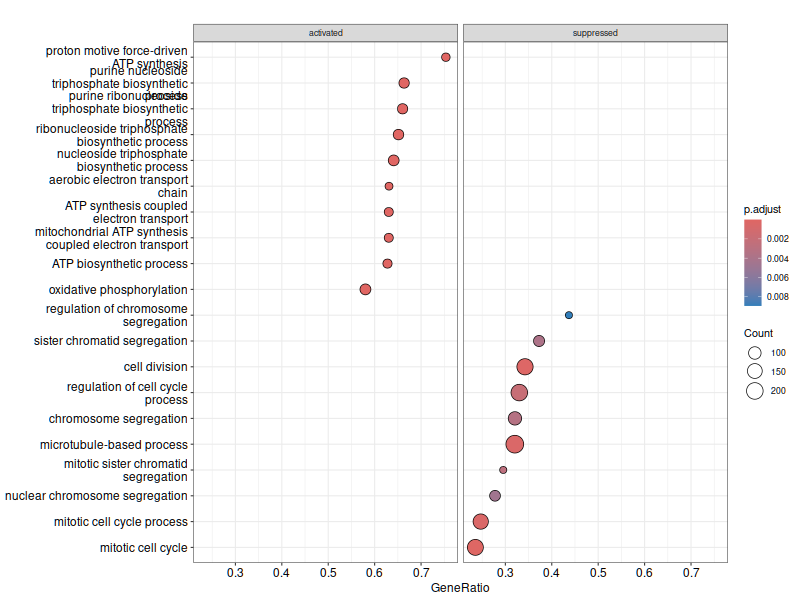 activated
suppressed
proton motive force-driven
ATP synthesis
purine nucleoside
triphosphate biosynthetic
process
purine ribonucleoside
triphosphate biosynthetic
process
ribonucleoside triphosphate
biosynthetic process
nucleoside triphosphate
biosynthetic process
aerobic electron transport
chain
ATP synthesis coupled
electron transport
mitochondrial ATP synthesis
coupled electron transport
ATP biosynthetic process
oxidative phosphorylation
regulation of chromosome
segregation
sister chromatid segregation
cell division
regulation of cell cycle
process
chromosome segregation
microtubule-based process
mitotic sister chromatid
segregation
nuclear chromosome segregation
mitotic cell cycle process
mitotic cell cycle
0.3 0.4 0.5 0.6 0.7
0.3 0.4 0.5 0.6 0.7
GeneRatio
p.adjust
0.002
0.004
0.006
0.008
Count
100
150
200